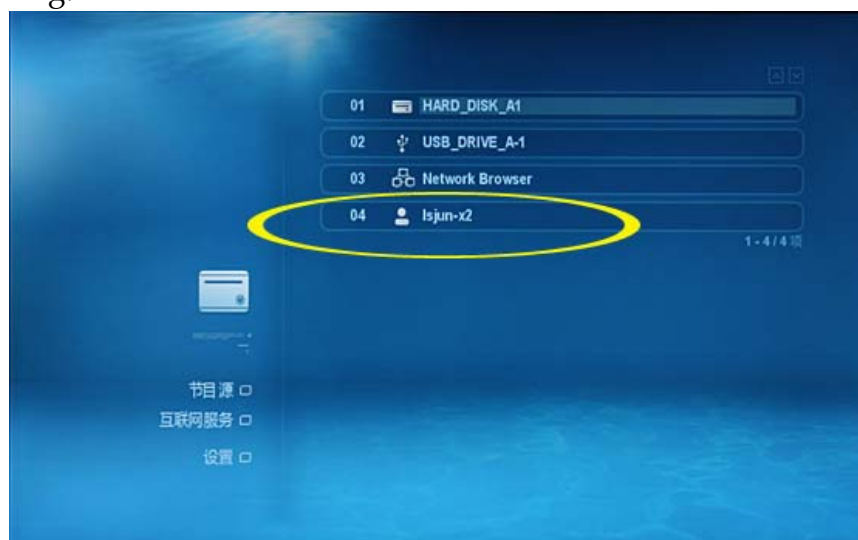 01 HARD_DISK_A1
02 USB_DRIVE_A-1
03 Network Browser
04 lsjun-x2
1 - 4 / 4 项
节目源
互联网服务
设置